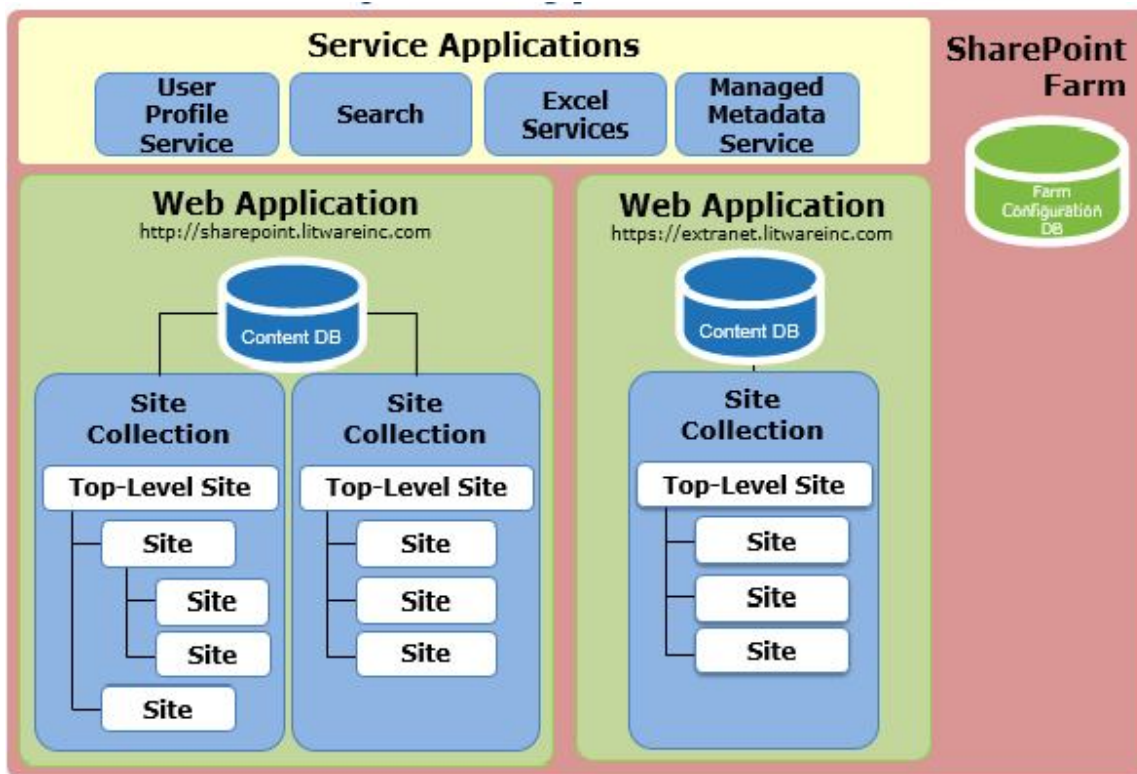 Service Applications
User
Profile
Service
Search
Excel
Services
Managed
Metadata
Service
SharePoint
Farm
Farm
Configuration
DB
Web Application
http://sharepoint.litwareinc.com
Content DB
Site
Collection
Top-Level Site
Site
Site
Site
Site
Site
Collection
Top-Level Site
Site
Site
Site
Web Application
https://extranet.litwareinc.com
Content DB
Site
Collection
Top-Level Site
Site
Site
Site